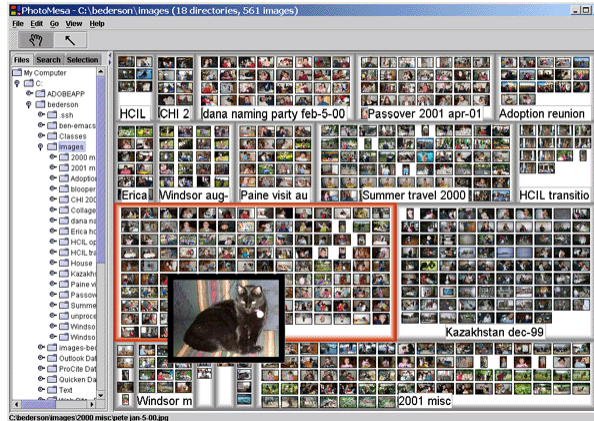 PhotoMesa - C:\bederson\images (18 directories, 561 images)
File Edit Go View Help
Files Search Selection
My Computer
C:
ADOBEAPP
bederson
.ssh
ben-emacs
Classes
images
2000 m
2001 m
Adoption
blooper
CHI 200
Collage
dana na
Erica ho
HCIL op
HCIL tra
House
Kazakhs
Paine vi
Passove
Summer
unproce
Windso
Windso
images-bed
Outlook Dat
ProCite Dat
Quicken Da
Text
HCIL
CHI 2
dana naming party feb-5-00
Passover 2001 apr-01
Adoption reunion
Erica
Windsor aug-
Paine visit au
Summer travel 2000
HCIL transitio
Kazakhstan dec-99
Windsor m
2001 misc
C:\bederson\images\2000 misc\pete jan-5-00.jpg